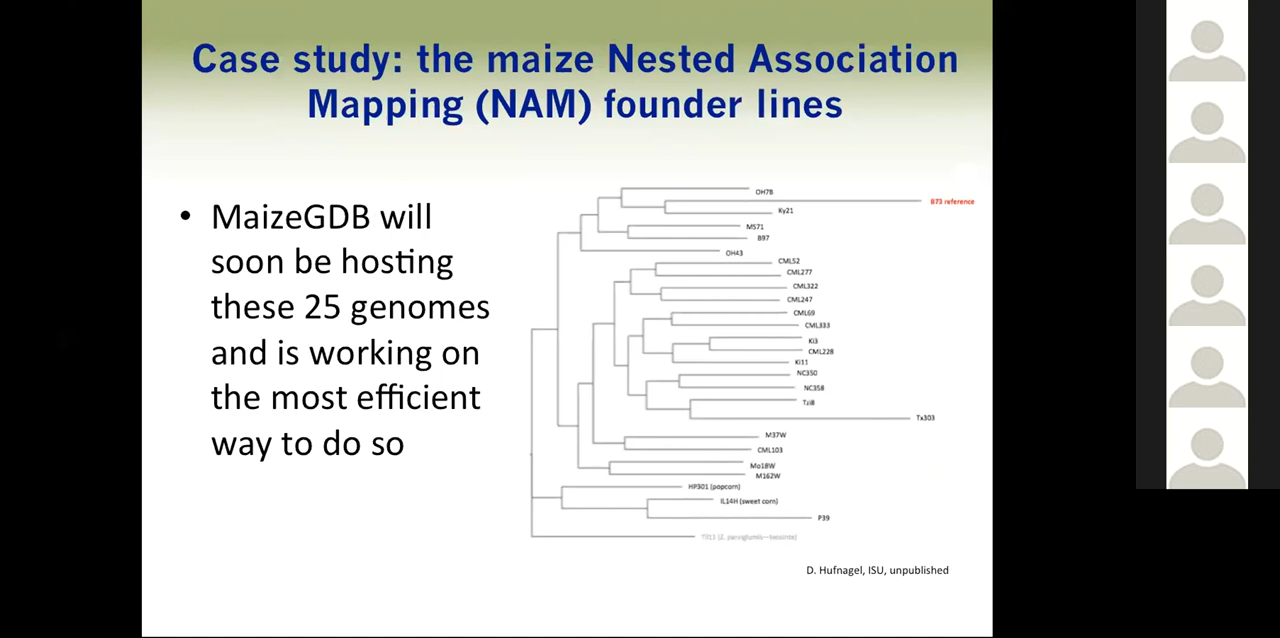 Case study: the maize Nested Association
Mapping (NAM) founder lines
• MaizeGDB will
soon be hosting
these 25 genomes
and is working on
the most efficient
way to do so
OH7B
B73 reference
Ky21
MS71
B97
OH43
CML52
CML277
CML322
CML247
CML69
CML333
Ki3
CML228
Ki11
NC350
NC358
Tzi8
Tx303
M37W
CML103
Mo18W
M162W
HP301 (popcorn)
IL14H (sweet corn)
P39
(Z. parviglumis—teosinte)
D. Hufnagel, ISU, unpublished